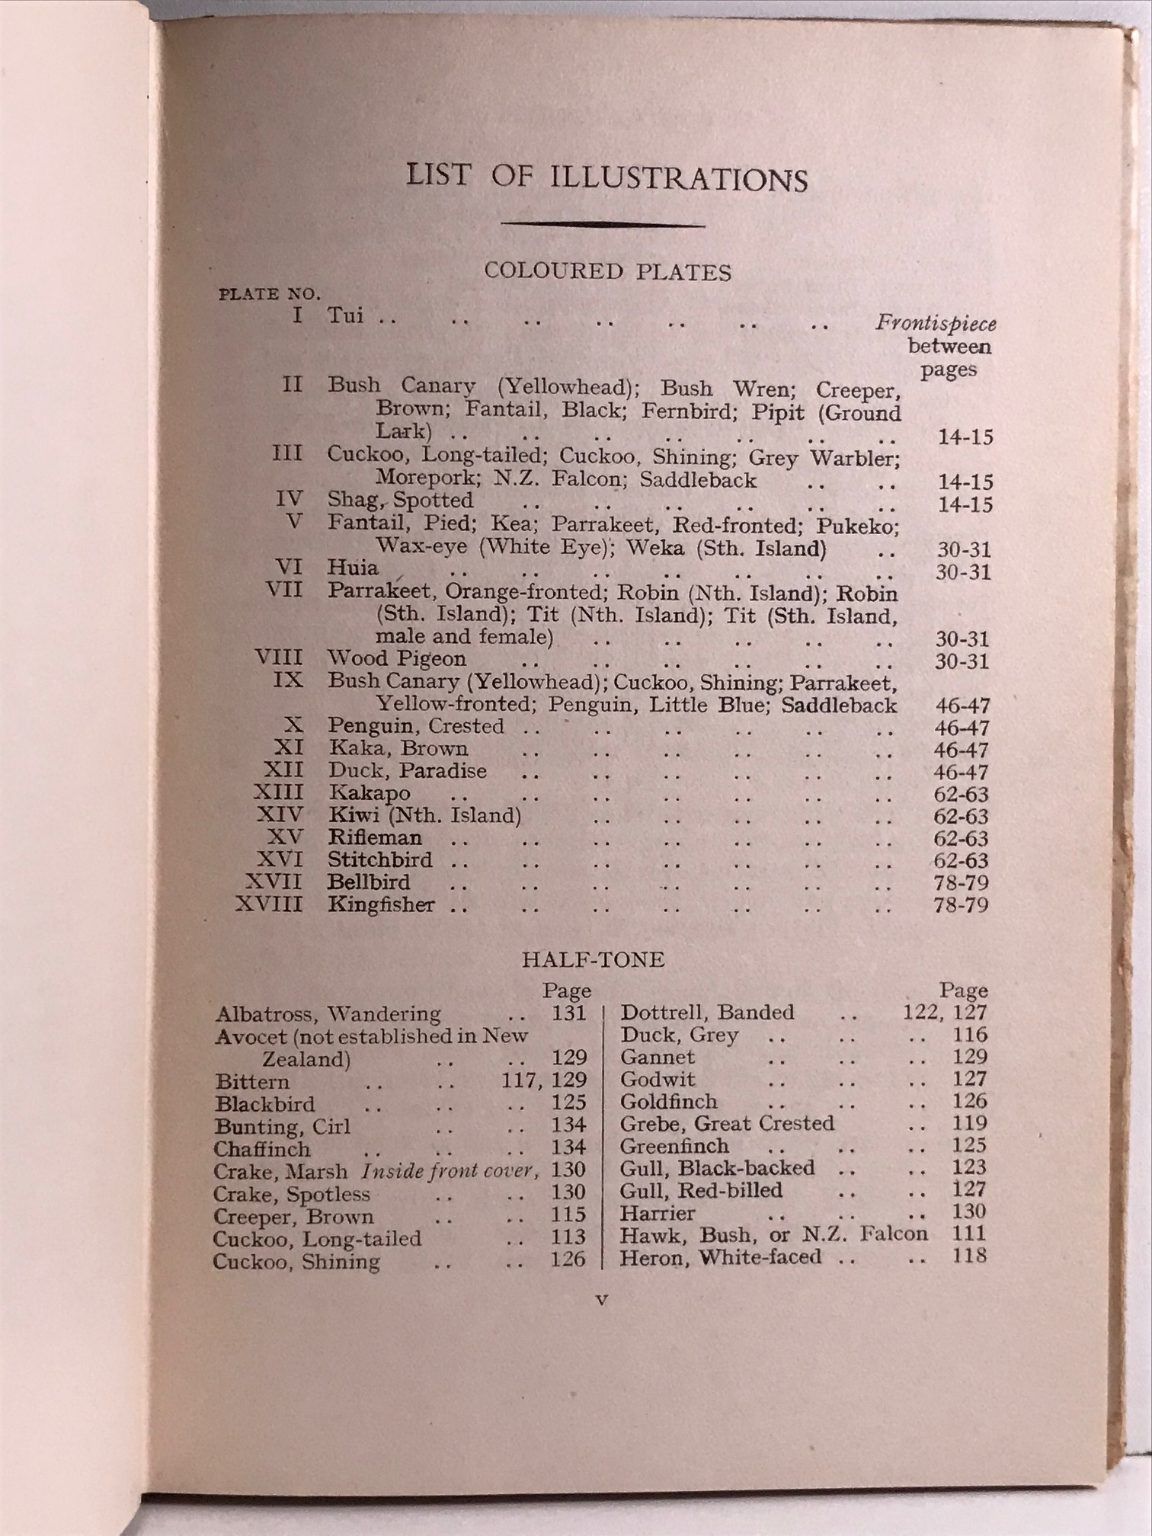 LIST OF ILLUSTRATIONS
COLOURED PLATES
PLATE NO.
I Tui .. .. .. .. .. .. .. Frontispiece
between
pages
II Bush Canary (Yellowhead); Bush Wren; Creeper,
Brown; Fantail, Black; Fernbird; Pipit (Ground
Lark) .. .. .. .. .. .. .. 14-15
III Cuckoo, Long-tailed; Cuckoo, Shining; Grey Warbler;
Morepork; N.Z. Falcon; Saddleback .. .. 14-15
IV Shag, Spotted .. .. .. .. .. .. 14-15
V Fantail, Pied; Kea; Parrakeet, Red-fronted; Pukeko;
Wax-eye (White Eye); Weka (Sth. Island) .. 30-31
VI Huia .. .. .. .. .. .. .. 30-31
VII Parrakeet, Orange-fronted; Robin (Nth. Island); Robin
(Sth. Island); Tit (Nth. Island); Tit (Sth. Island,
male and female) .. .. .. .. .. 30-31
VIII Wood Pigeon .. .. .. .. .. .. 30-31
IX Bush Canary (Yellowhead); Cuckoo, Shining; Parrakeet,
Yellow-fronted; Penguin, Little Blue; Saddleback 46-47
X Penguin, Crested .. .. .. .. .. .. 46-47
XI Kaka, Brown .. .. .. .. .. .. 46-47
XII Duck, Paradise .. .. .. .. .. .. 46-47
XIII Kakapo .. .. .. .. .. .. .. 62-63
XIV Kiwi (Nth. Island) .. .. .. .. .. 62-63
XV Rifleman .. .. .. .. .. .. .. 62-63
XVI Stitchbird .. .. .. .. .. .. .. 62-63
XVII Bellbird .. .. .. .. .. .. .. 78-79
XVIII Kingfisher .. .. .. .. .. .. .. 78-79
HALF-TONE
Page
Albatross, Wandering .. 131
Avocet (not established in New
Zealand) .. .. 129
Bittern .. .. 117, 129
Blackbird .. .. .. 125
Bunting, Cirl .. .. 134
Chaffinch .. .. .. 134
Crake, Marsh Inside front cover, 130
Crake, Spotless .. .. 130
Creeper, Brown .. .. 115
Cuckoo, Long-tailed .. 113
Cuckoo, Shining .. .. 126
Page
Dottrell, Banded .. 122, 127
Duck, Grey .. .. .. 116
Gannet .. .. .. 129
Godwit .. .. .. 127
Goldfinch .. .. .. 126
Grebe, Great Crested .. 119
Greenfinch .. .. .. 125
Gull, Black-backed .. .. 123
Gull, Red-billed .. .. 127
Harrier .. .. .. 130
Hawk, Bush, or N.Z. Falcon 111
Heron, White-faced .. .. 118
v